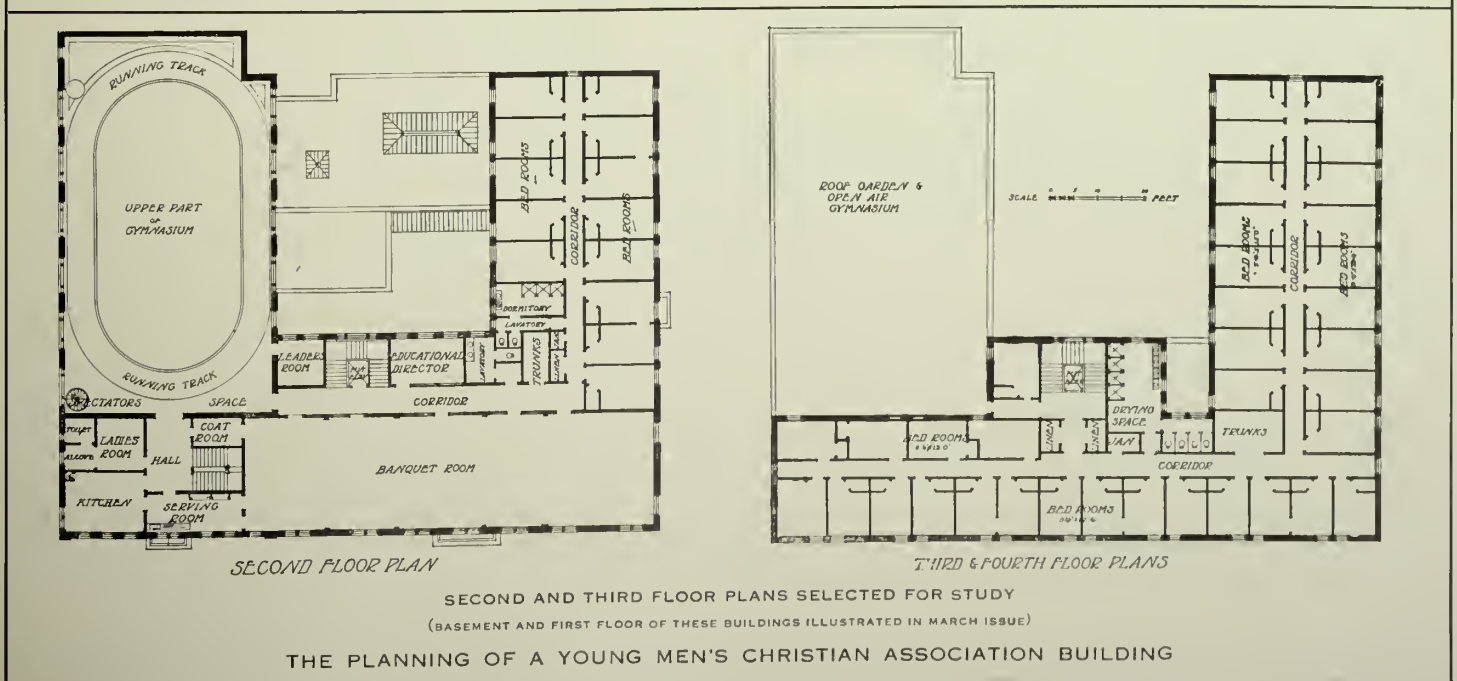 RUNNING TRACK
UPPER PART
OF
GYMNASIUM
RUNNING TRACK
SPECTATORS SPACE
BED ROOMS
CORRIDOR
BED ROOMS
DORMITORY
LAVATORY
LEADERS
ROOM
EDUCATIONAL
DIRECTOR
LAVATORY
TRUNKS
LINEN
CORRIDOR
TOILET
LADIES
ROOM
ALCOVE
COAT
ROOM
HALL
KITCHEN
SERVING
ROOM
BANQUET ROOM
SECOND FLOOR PLAN
ROOF GARDEN &
OPEN AIR
GYMNASIUM
SCALE FEET
BED ROOMS
CORRIDOR
BED ROOMS
DRYING
SPACE
LINEN
LINEN
JAN
TRUNKS
BED ROOMS
CORRIDOR
BED ROOMS
THIRD & FOURTH FLOOR PLANS
SECOND AND THIRD FLOOR PLANS SELECTED FOR STUDY
(BASEMENT AND FIRST FLOOR OF THESE BUILDINGS ILLUSTRATED IN MARCH ISSUE)
THE PLANNING OF A YOUNG MEN'S CHRISTIAN ASSOCIATION BUILDING